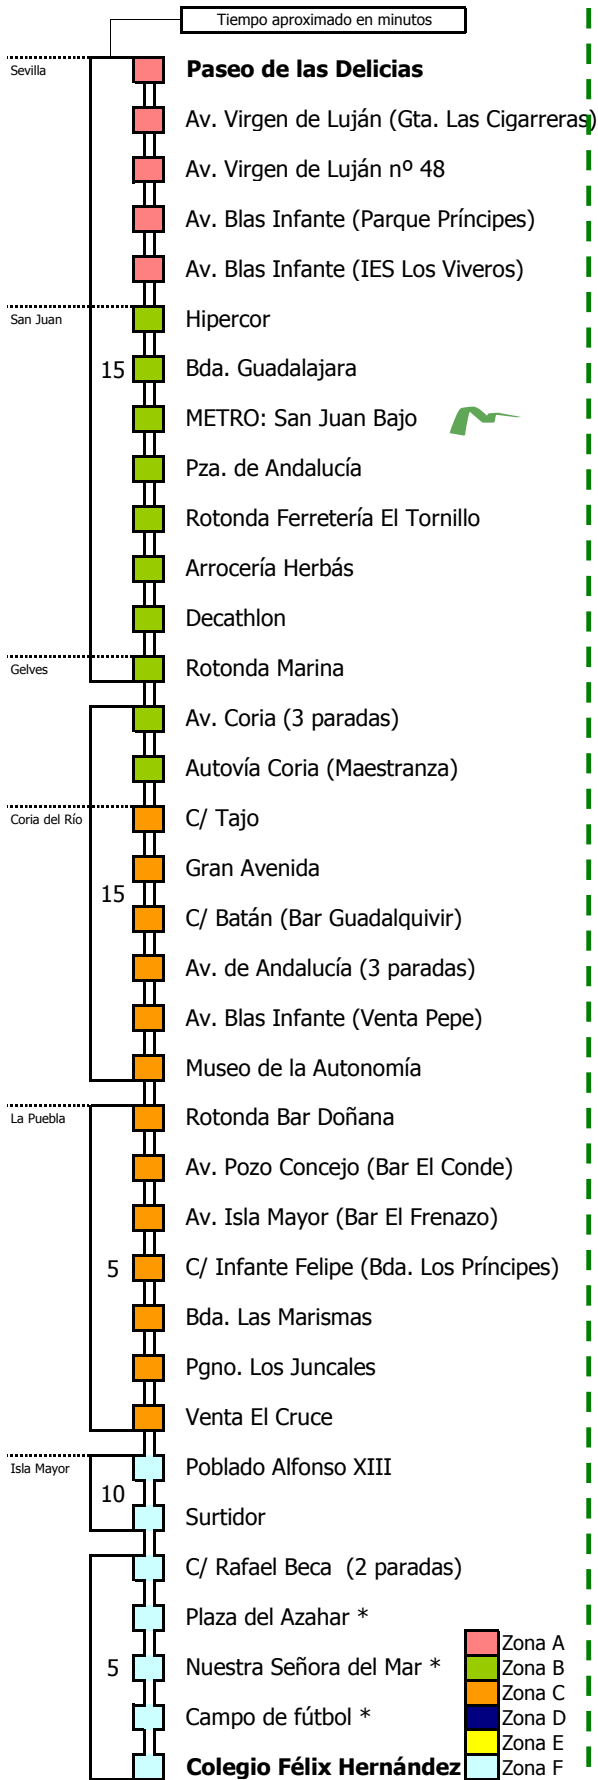 Tiempo aproximado en minutos
Sevilla
Paseo de las Delicias
Av. Virgen de Luján (Gta. Las Cigarreras)
Av. Virgen de Luján nº 48
Av. Blas Infante (Parque Príncipes)
Av. Blas Infante (IES Los Viveros)
San Juan
Hipercor
15
Bda. Guadalajara
METRO: San Juan Bajo
Pza. de Andalucía
Rotonda Ferretería El Tornillo
Arrocería Herbás
Decathlon
Gelves
Rotonda Marina
Av. Coria (3 paradas)
Autovía Coria (Maestranza)
Coria del Río
C/ Tajo
Gran Avenida
15
C/ Batán (Bar Guadalquivir)
Av. de Andalucía (3 paradas)
Av. Blas Infante (Venta Pepe)
Museo de la Autonomía
La Puebla
Rotonda Bar Doñana
Av. Pozo Concejo (Bar El Conde)
Av. Isla Mayor (Bar El Frenazo)
5
C/ Infante Felipe (Bda. Los Príncipes)
Bda. Las Marismas
Pgno. Los Juncales
Venta El Cruce
Isla Mayor
Poblado Alfonso XIII
10
Surtidor
C/ Rafael Beca (2 paradas)
Plaza del Azahar *
5
Nuestra Señora del Mar *
Campo de fútbol *
Colegio Félix Hernández
Zona A
Zona B
Zona C
Zona D
Zona E
Zona F